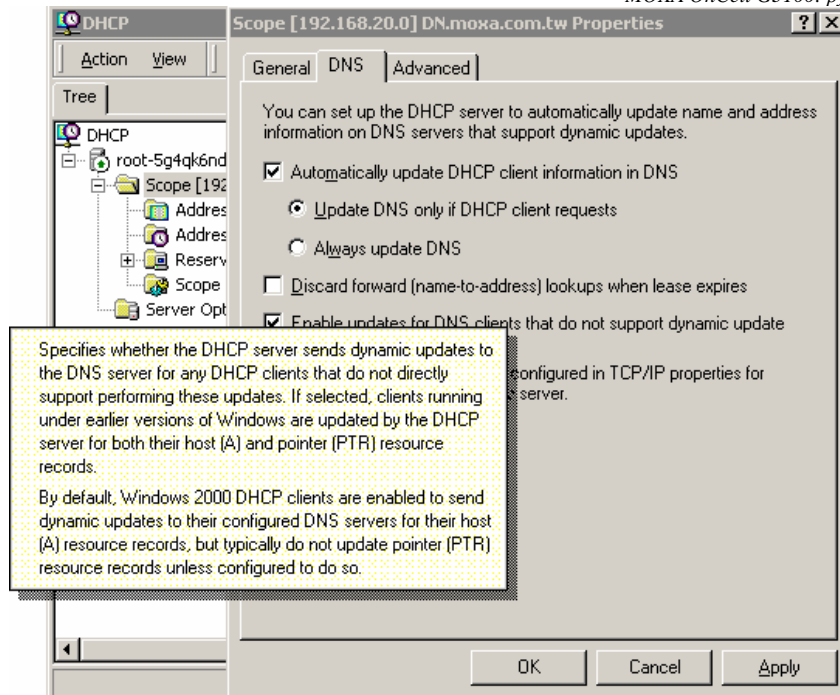 DHCP
Action View
Tree
DHCP
root-5g4qk6nd
Scope [192
Addres
Addres
Reserv
Scope
Server Opt
Scope [192.168.20.0] DN.moxa.com.tw Properties
General DNS Advanced
You can set up the DHCP server to automatically update name and address
information on DNS servers that support dynamic updates.
Automatically update DHCP client information in DNS
Update DNS only if DHCP client requests
Always update DNS
Discard forward (name-to-address) lookups when lease expires
Enable updates for DNS clients that do not support dynamic update
configured in TCP/IP properties for
server.
Specifies whether the DHCP server sends dynamic updates to
the DNS server for any DHCP clients that do not directly
support performing these updates. If selected, clients running
under earlier versions of Windows are updated by the DHCP
server for both their host (A) and pointer (PTR) resource
records.
By default, Windows 2000 DHCP clients are enabled to send
dynamic updates to their configured DNS servers for their host
(A) resource records, but typically do not update pointer (PTR)
resource records unless configured to do so.
OK Cancel Apply